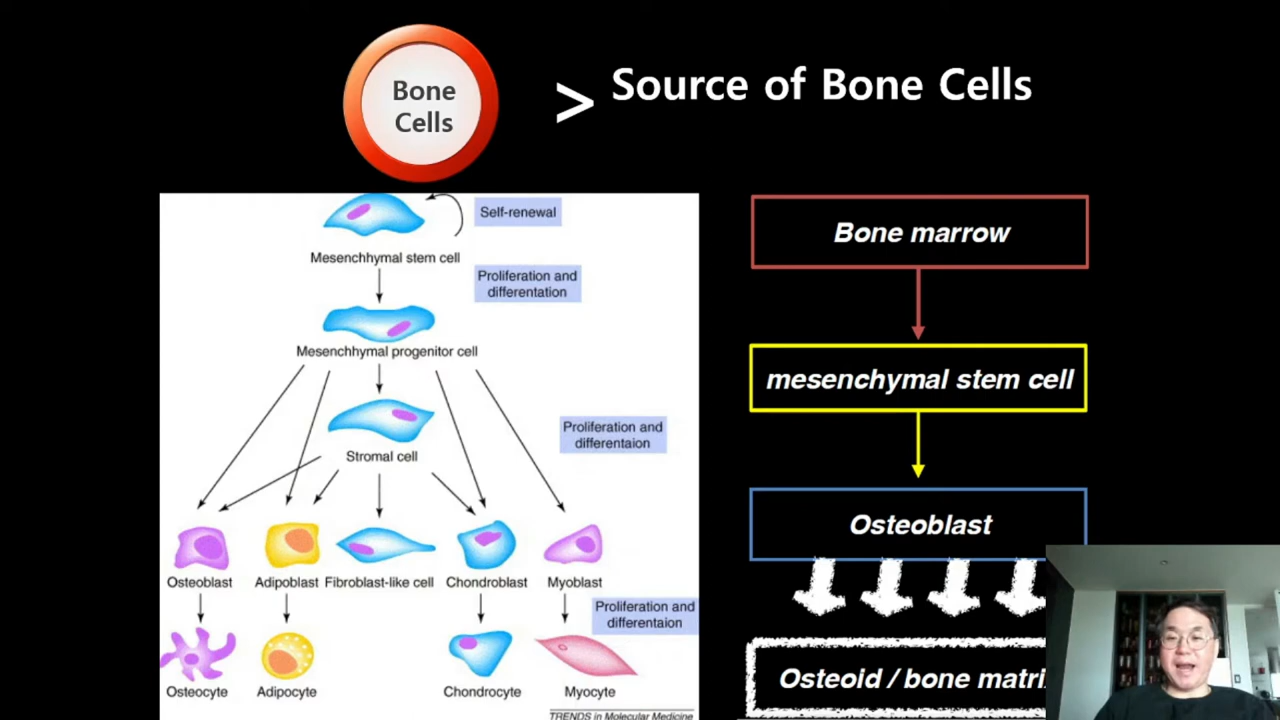 Bone
Cells
>
Source of Bone Cells
Self-renewal
Mesenchhymal stem cell
Proliferation and
differentation
Mesenchhymal progenitor cell
Stromal cell
Proliferation and
differentaion
Osteoblast
Adipoblast
Fibroblast-like cell
Chondroblast
Myoblast
Proliferation and
differentaion
Osteocyte
Adipocyte
Chondrocyte
Myocyte
TRENDS in Molecular Medicine
Bone marrow
mesenchymal stem cell
Osteoblast
Osteoid / bone matri